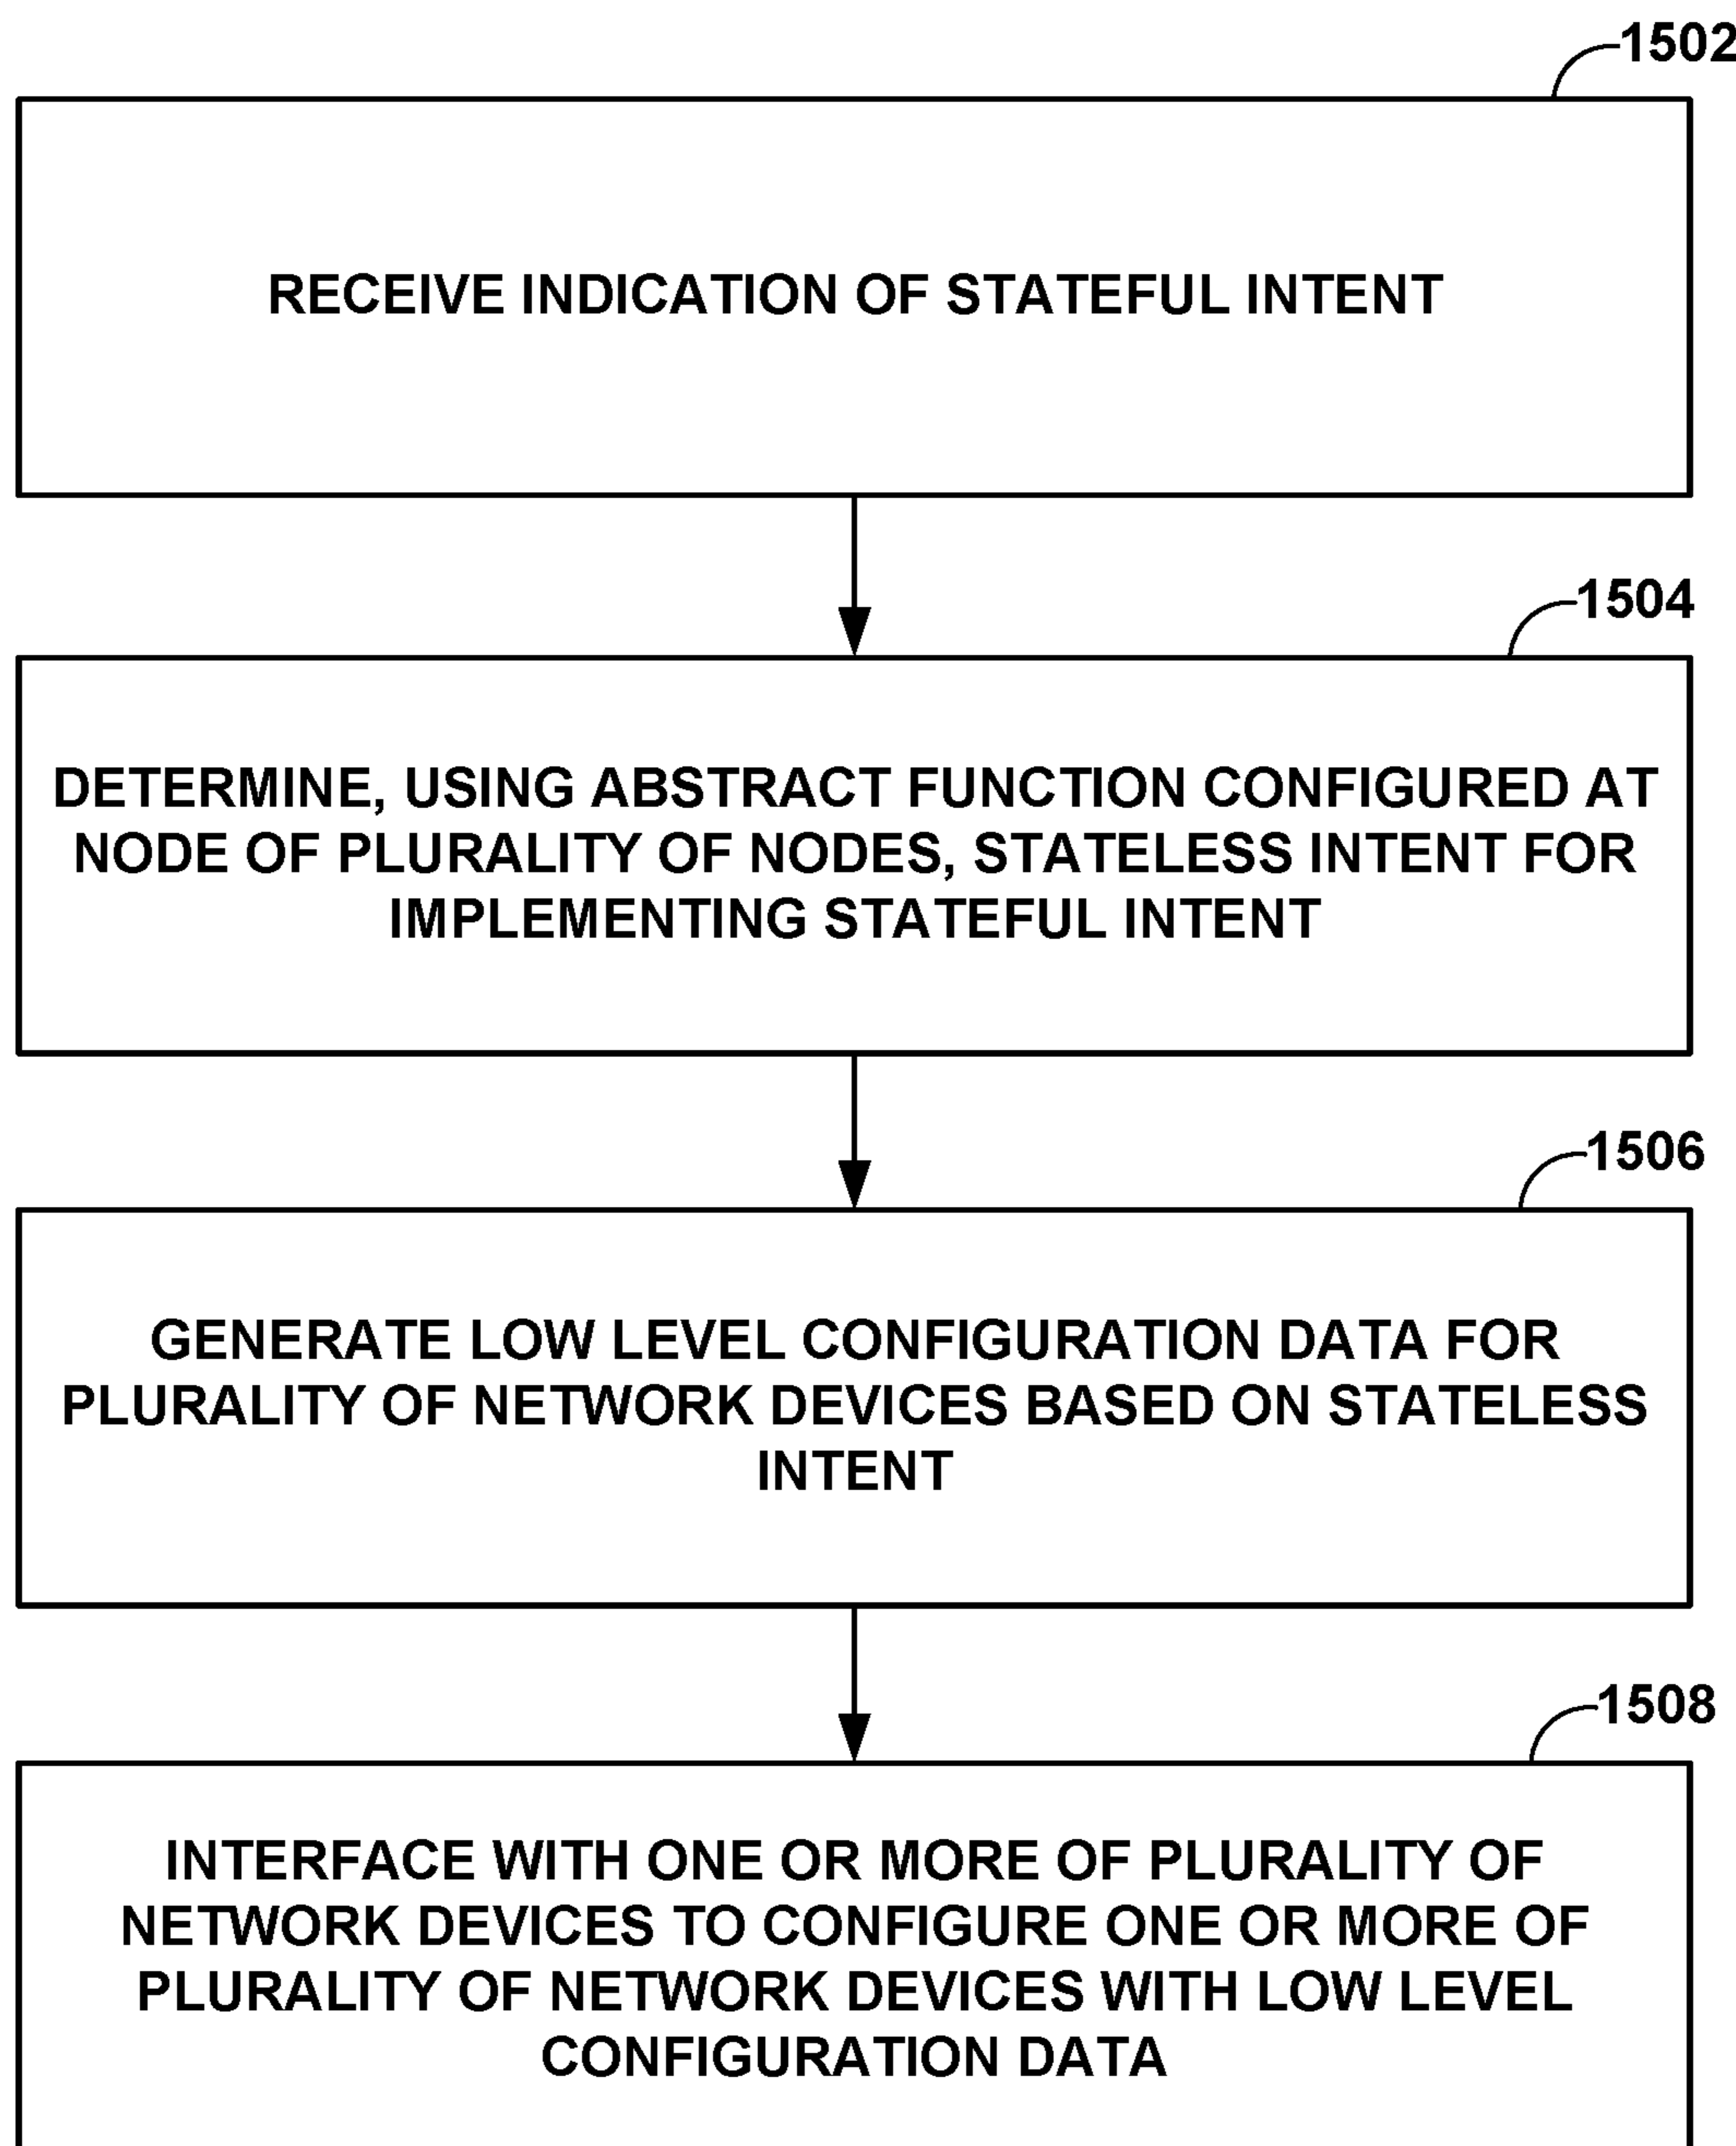 1502
RECEIVE INDICATION OF STATEFUL INTENT
1504
DETERMINE, USING ABSTRACT FUNCTION CONFIGURED AT
NODE OF PLURALITY OF NODES, STATELESS INTENT FOR
IMPLEMENTING STATEFUL INTENT
1506
GENERATE LOW LEVEL CONFIGURATION DATA FOR
PLURALITY OF NETWORK DEVICES BASED ON STATELESS
INTENT
1508
INTERFACE WITH ONE OR MORE OF PLURALITY OF
NETWORK DEVICES TO CONFIGURE ONE OR MORE OF
PLURALITY OF NETWORK DEVICES WITH LOW LEVEL
CONFIGURATION DATA